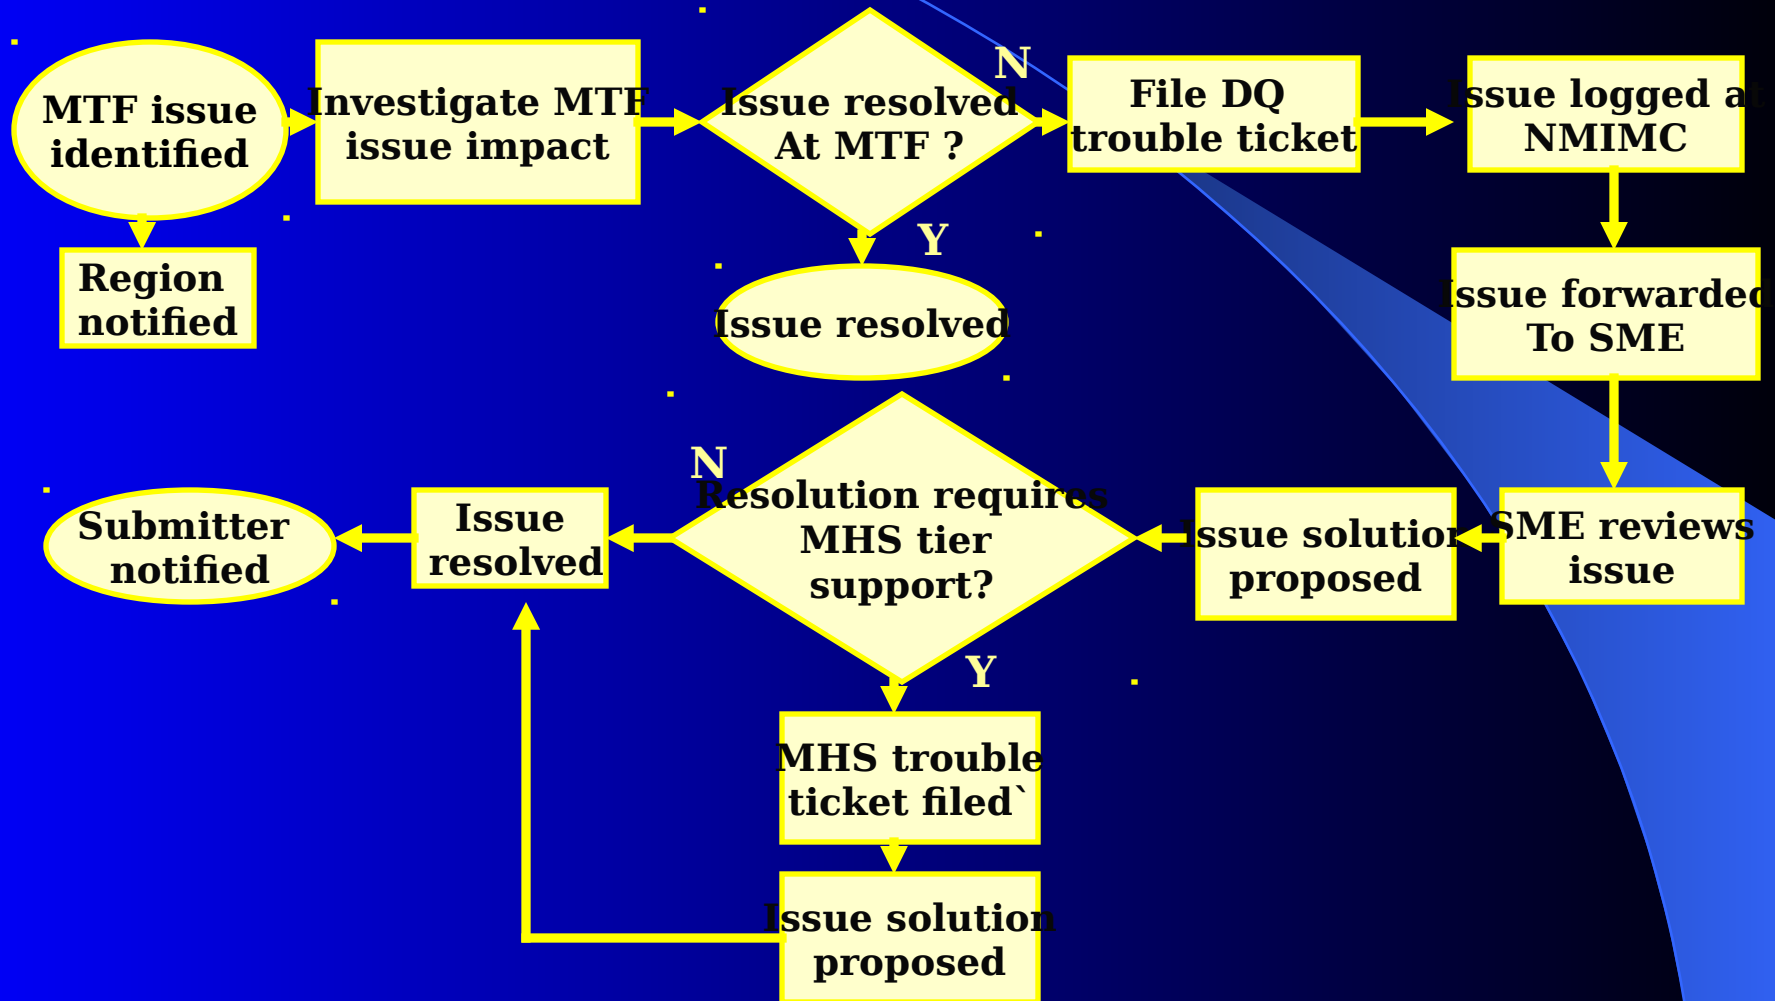 MTF issue
identified
Investigate MTF
issue impact
Issue resolved
At MTF ?
N
File DQ
trouble ticket
Issue logged at
NMIMC
Region
notified
Y
Issue resolved
Issue forwarded
To SME
SME reviews
issue
Issue solution
proposed
Resolution requires
MHS tier
support?
N
Issue
resolved
Submitter
notified
Y
MHS trouble
ticket filed`
Issue solution
proposed